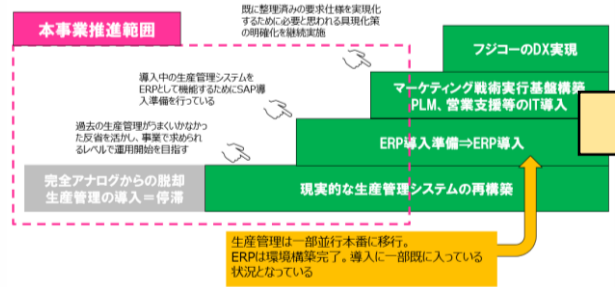 本事業推進範囲
既に整理済みの要求仕様を実現化
するために必要と思われる具現化策
の明確化を継続実施
フジコーのDX実現
導入中の生産管理システムを
ERPとして機能するためにSAP導
入準備を行っている
マーケティング戦術実行基盤構築
PLM、営業支援等のIT導入
過去の生産管理がうまくいかなかっ
た反省を活かし、事業で求められ
るレベルで運用開始を目指す
ERP導入準備⇒ERP導入
完全アナログからの脱却
生産管理の導入=停滞
現実的な生産管理システムの再構築
生産管理は一部並行本番に移行。
ERPは環境構築完了。導入に一部既に入っている
状況となっている